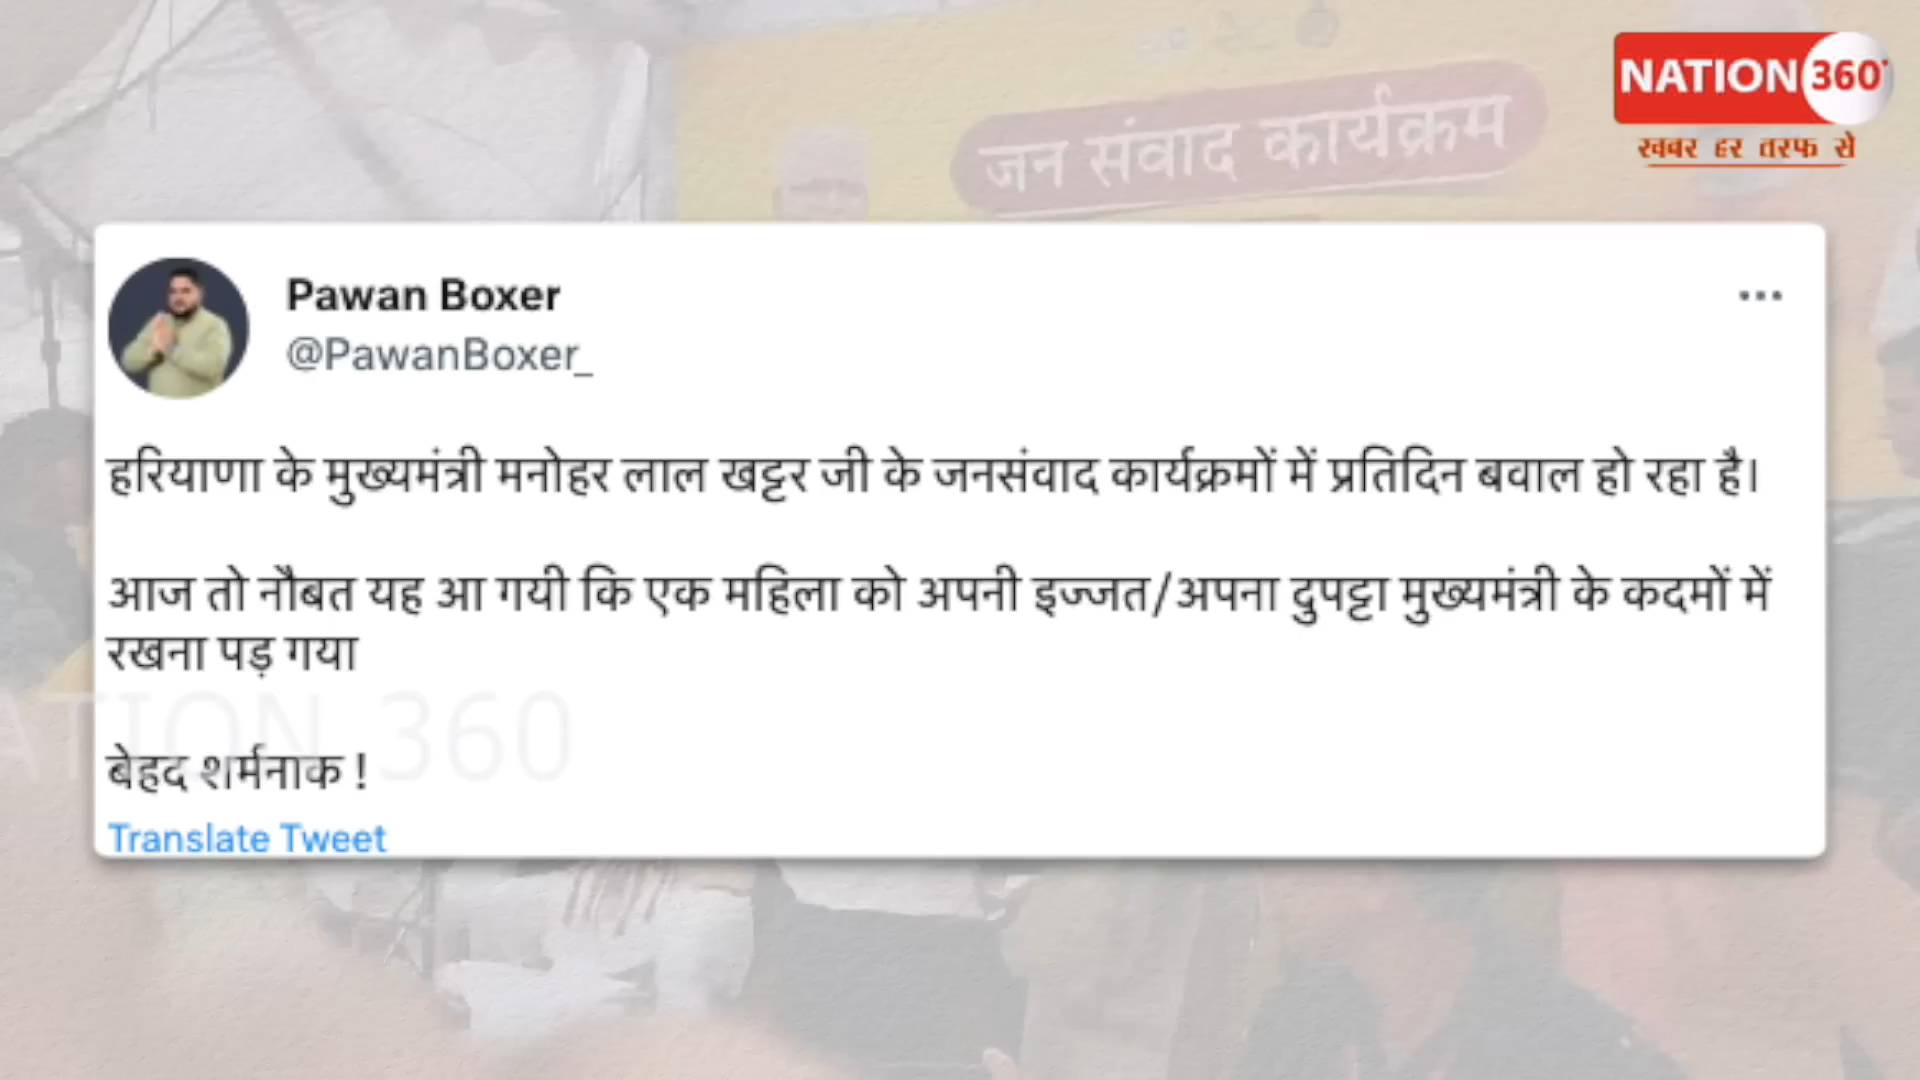 जन संवाद कार्यक्रम
NATION 360°
खबर हर तरफ से
Pawan Boxer
@PawanBoxer_
हरियाणा के मुख्यमंत्री मनोहर लाल खट्टर जी के जनसंवाद कार्यक्रमों में प्रतिदिन बवाल हो रहा है।
आज तो नौबत यह आ गयी कि एक महिला को अपनी इज्जत/अपना दुपट्टा मुख्यमंत्री के कदमों में
रखना पड़ गया
ATION 360
बेहद शर्मनाक !
Translate Tweet